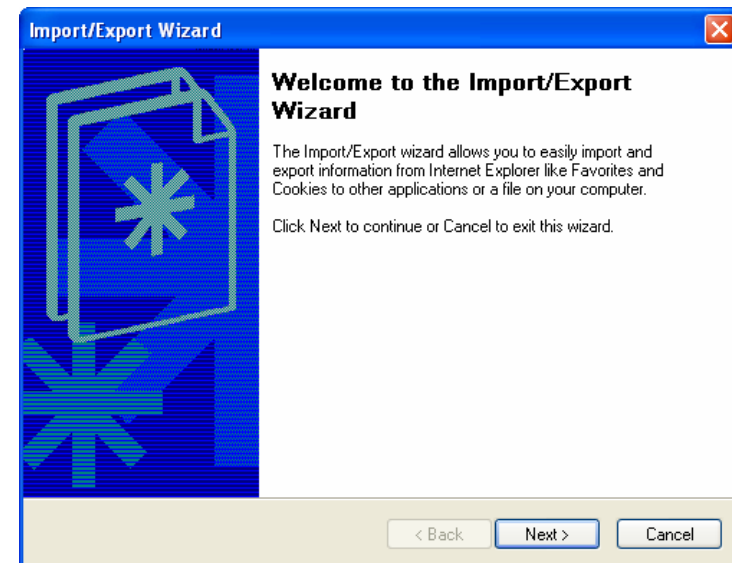 Import/Export Wizard
Welcome to the Import/Export
Wizard
The Import/Export wizard allows you to easily import and
export information from Internet Explorer like Favorites and
Cookies to other applications or a file on your computer.
Click Next to continue or Cancel to exit this wizard.
< Back Next > Cancel